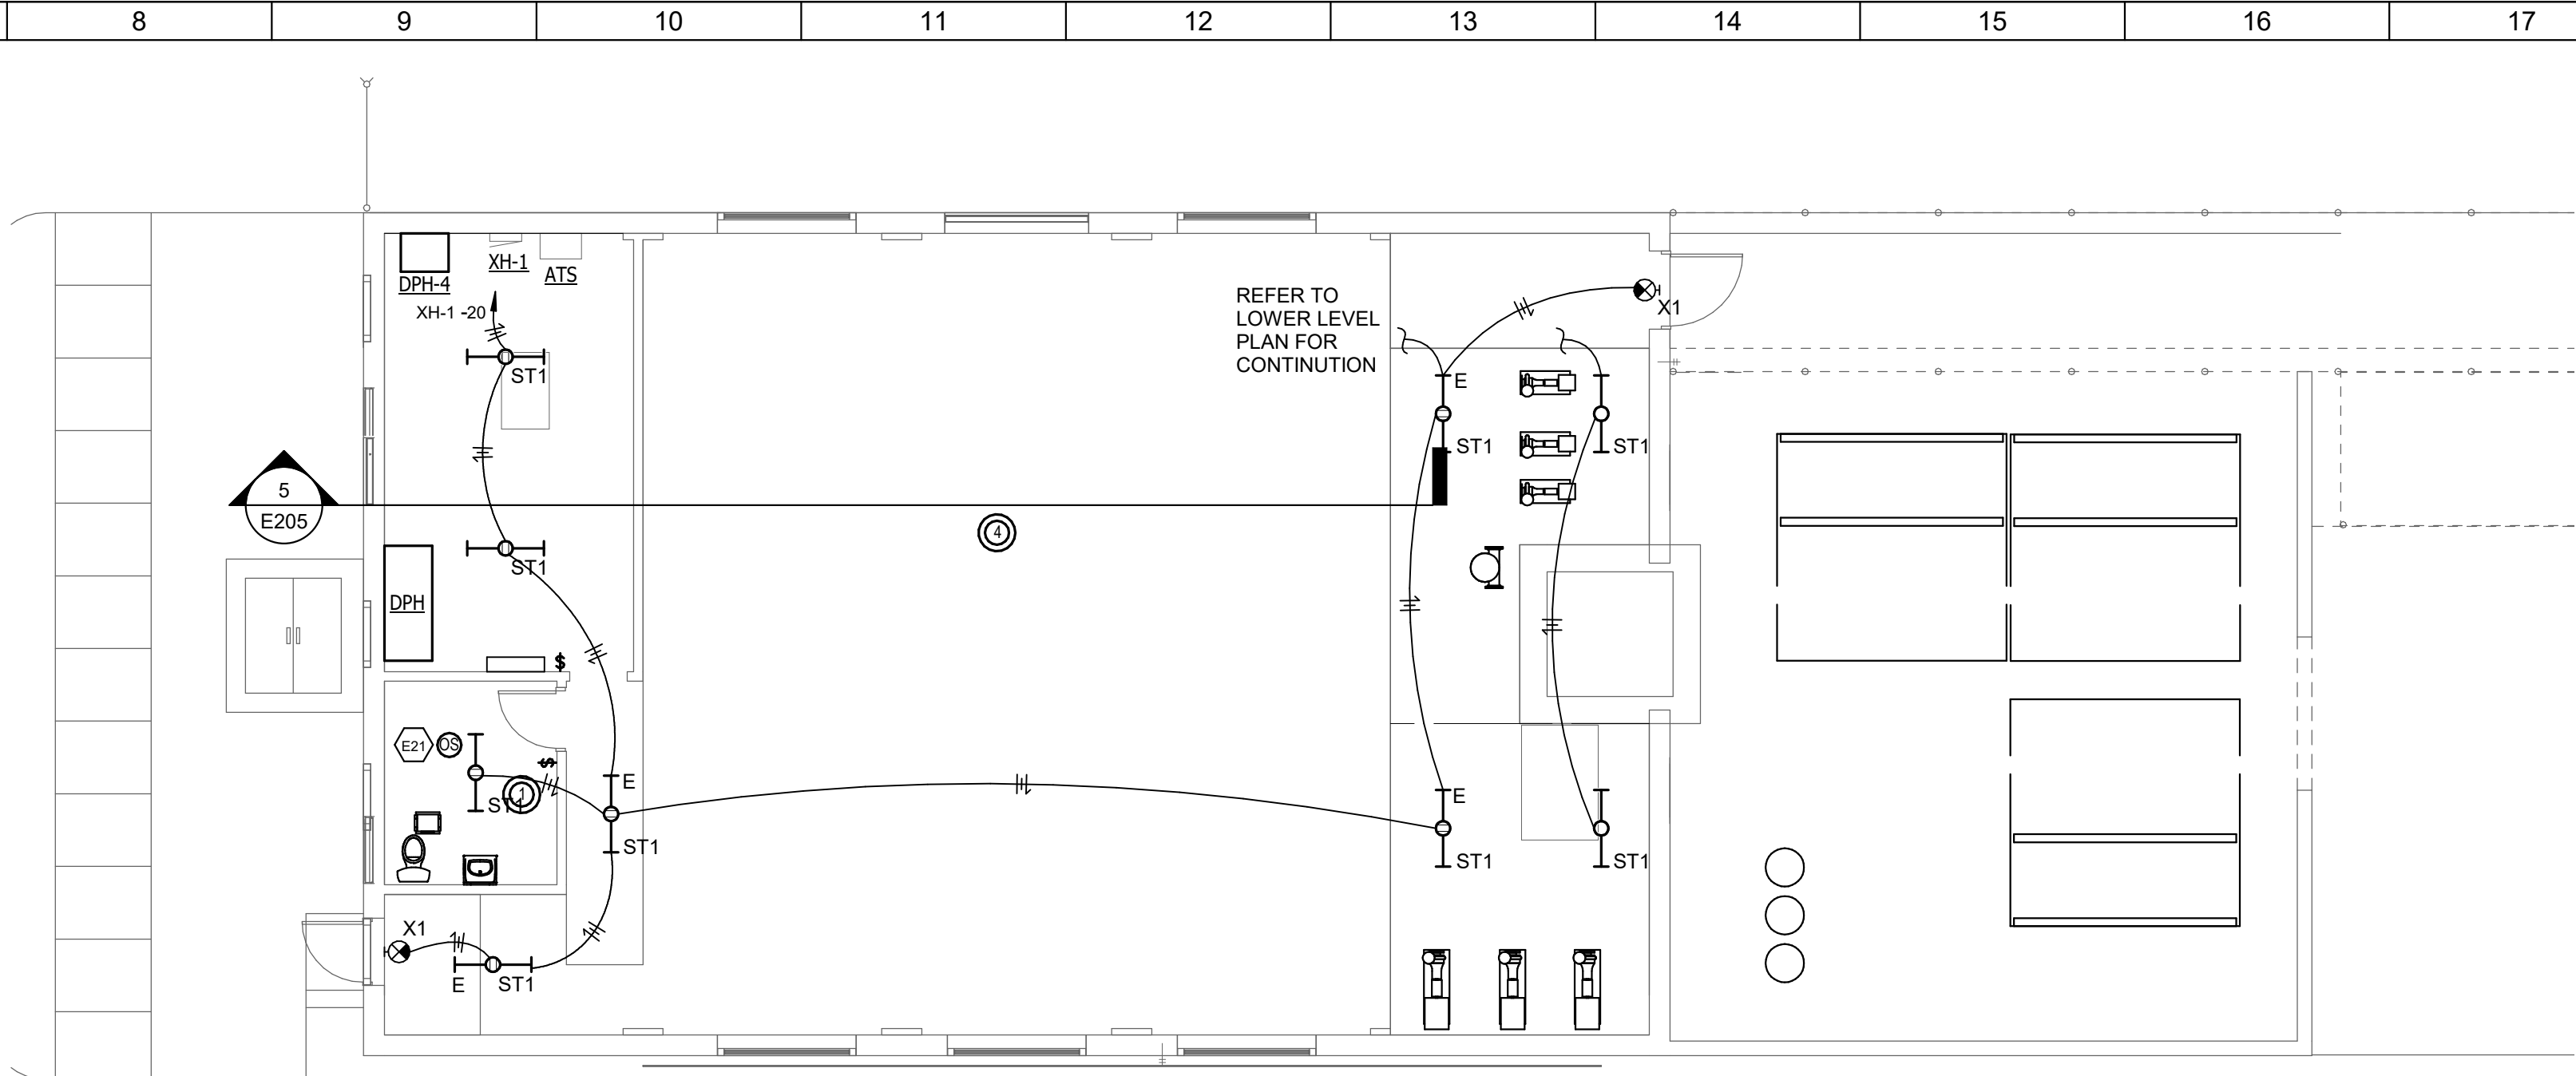 8 9 10 11 12 13 14 15 16 17
DPH-4
XH-1
ATS
XH-1 -20
ST1
REFER TO
LOWER LEVEL
PLAN FOR
CONTINUTION
X1
E
ST1
ST1
5
E205
4
ST1
DPH
$
E21
OS
$
ST1
1
E
ST1
E
ST1
ST1
X1
E
ST1